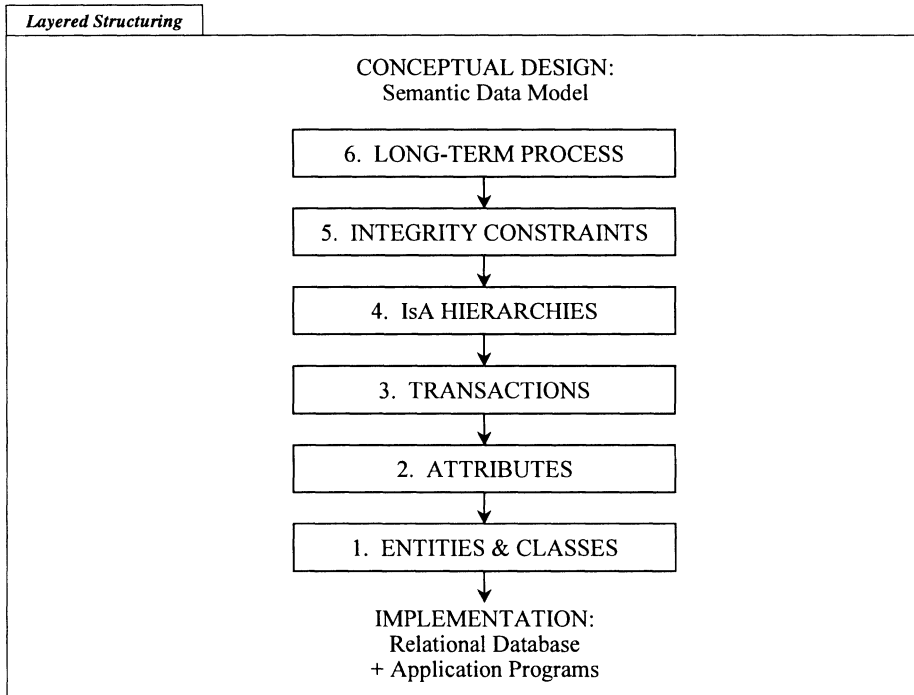 Layered Structuring
CONCEPTUAL DESIGN:
Semantic Data Model
6. LONG-TERM PROCESS
5. INTEGRITY CONSTRAINTS
4. IsA HIERARCHIES
3. TRANSACTIONS
2. ATTRIBUTES
1. ENTITIES & CLASSES
IMPLEMENTATION:
Relational Database
+ Application Programs